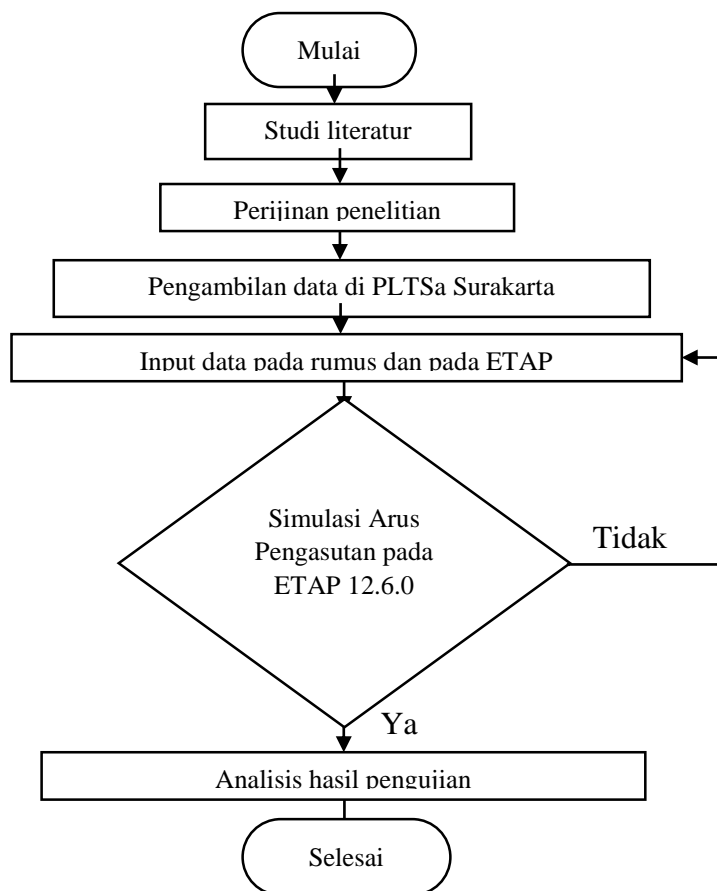 Mulai
Studi literatur
Perijinan penelitian
Pengambilan data di PLTSa Surakarta
Input data pada rumus dan pada ETAP
Simulasi Arus
Pengasutan pada
ETAP 12.6.0
Tidak
Ya
Analisis hasil pengujian
Selesai